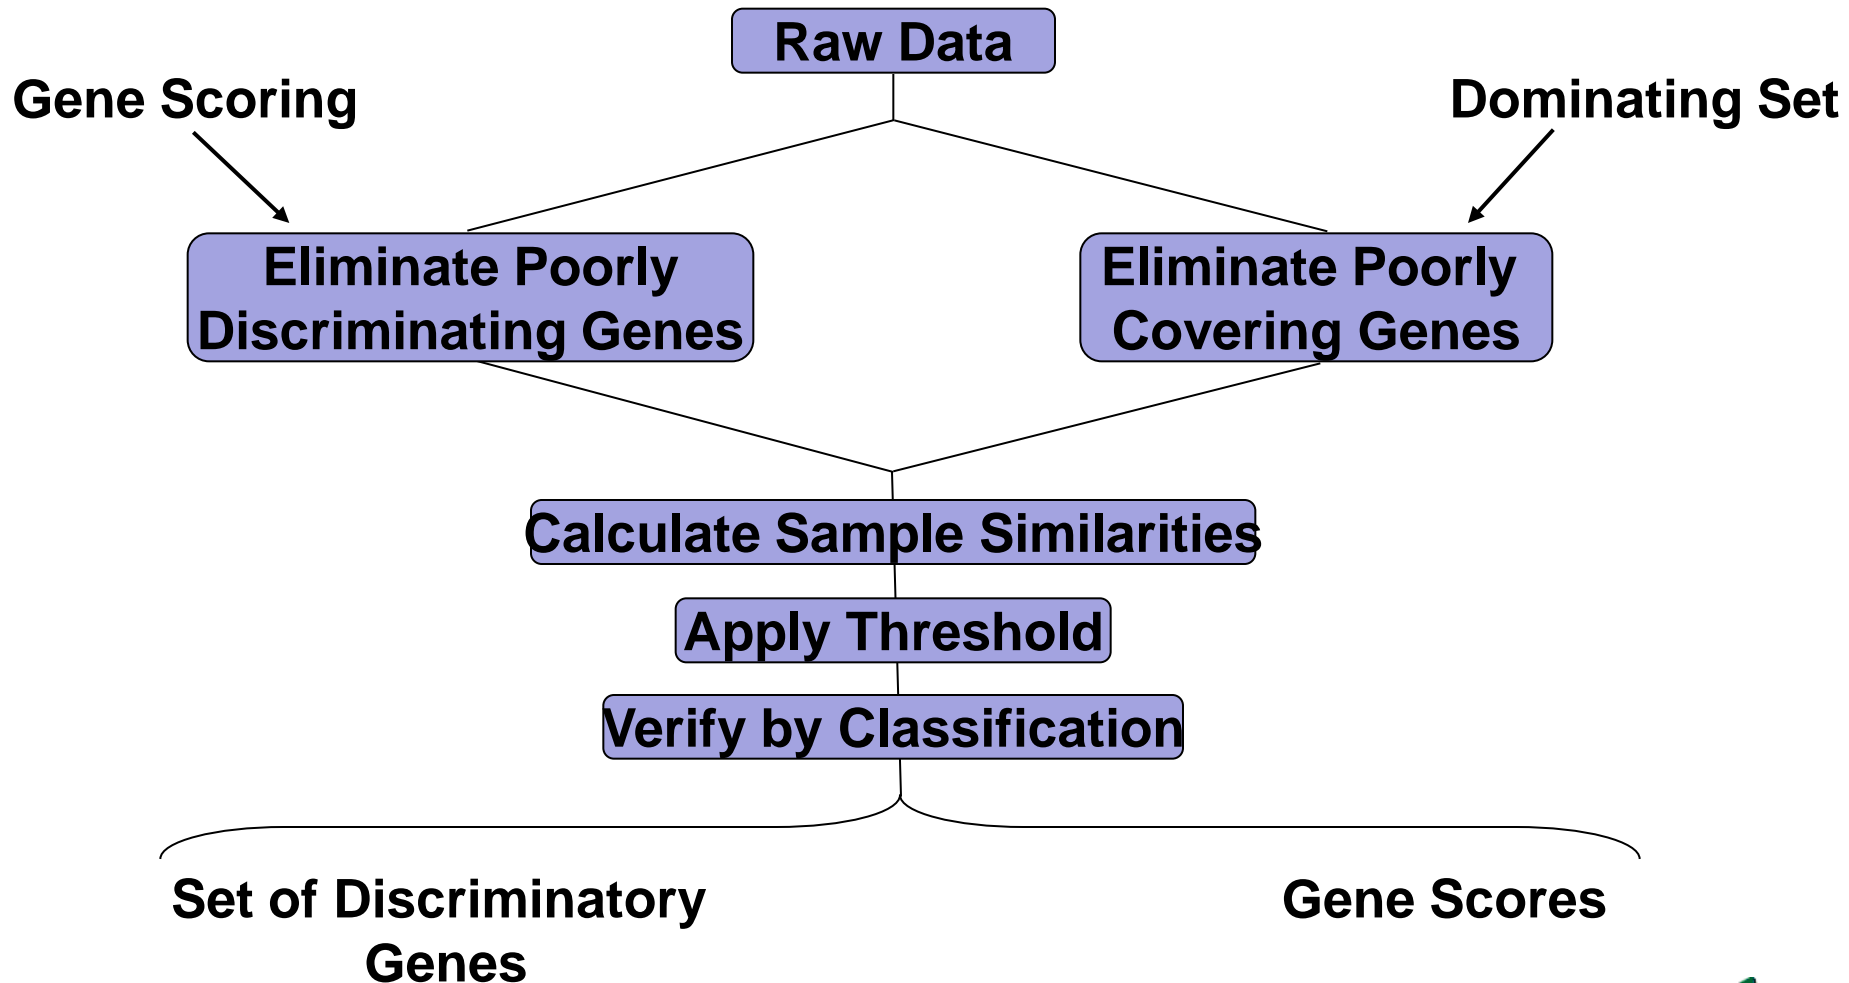 Raw Data
Gene Scoring
Dominating Set
Eliminate Poorly
Discriminating Genes
Eliminate Poorly
Covering Genes
Calculate Sample Similarities
Apply Threshold
Verify by Classification
Set of Discriminatory
Genes
Gene Scores